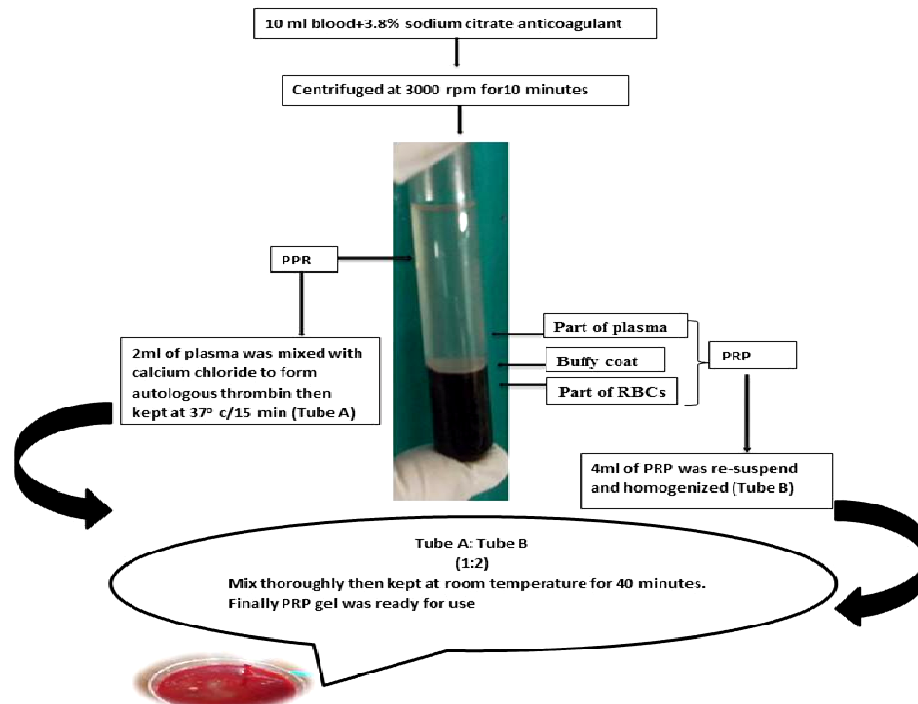 10 ml blood+3.8% sodium citrate anticoagulant
Centrifuged at 3000 rpm for10 minutes
PPR
2ml of plasma was mixed with
calcium chloride to form
autologous thrombin then
kept at 37° c/15 min (Tube A)
Part of plasma
Buffy coat
Part of RBCs
PRP
4ml of PRP was re-suspend
and homogenized (Tube B)
Tube A: Tube B
(1:2)
Mix thoroughly then kept at room temperature for 40 minutes.
Finally PRP gel was ready for use